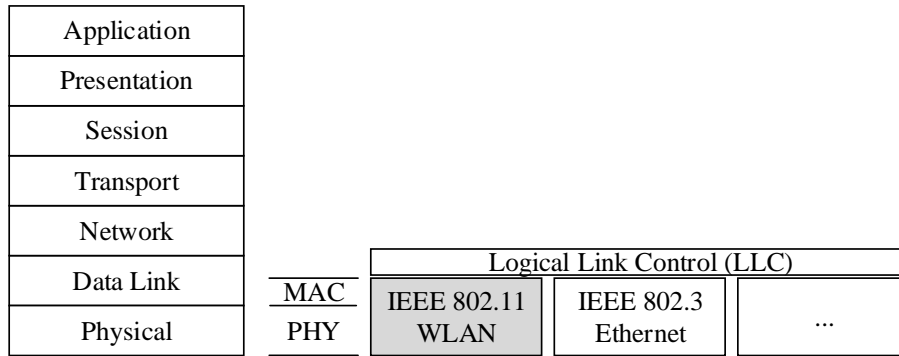 Application
Presentation
Session
Transport
Network
Data Link
Physical
Logical Link Control (LLC)
MAC
PHY
IEEE 802.11
WLAN
IEEE 802.3
Ethernet
...